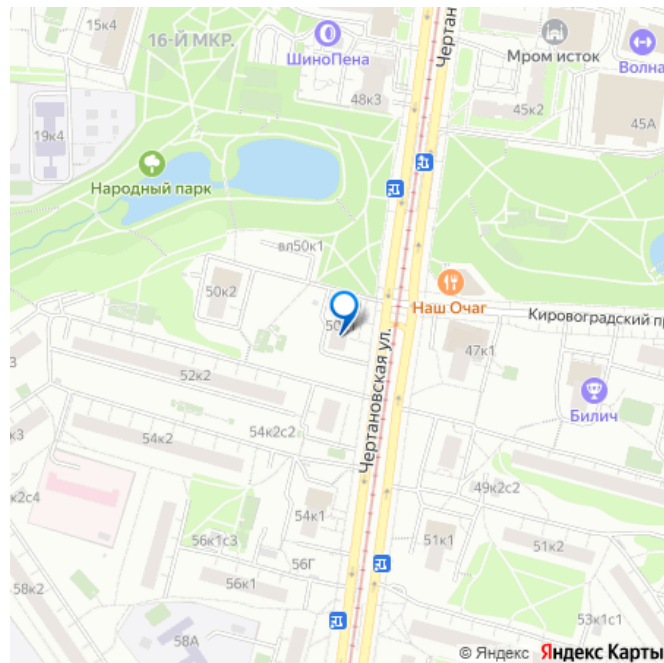 15к4
16-Й МКР.
ШиноПена
Мром исток
Волна
48к3
45к2
45А
19к4
Народный парк
вл50к1
50к2
Наш Очаг
Кировоградский пр
47к1
Билич
Чертановская ул.
52к2
54к2
54к2с2
49к2с2
54к1
56к1с3
56Г
51к1
51к2
56к1
58к2
58А
53к1с1
© Яндекс Яндекс Карты